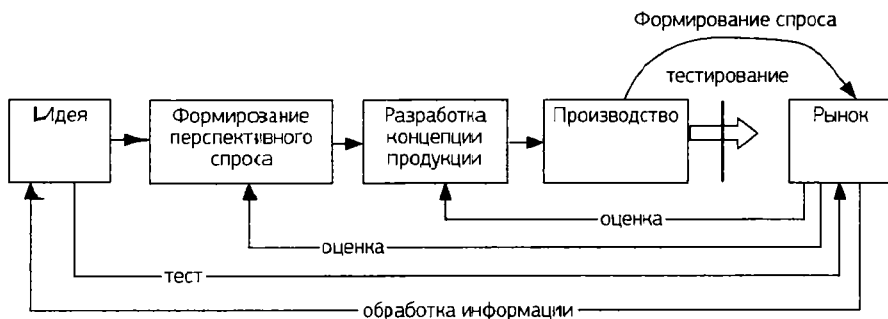 Формирование спроса
тестирование
Идея
Формирование
перспективного
спроса
Разработка
концепции
продукции
Производство
Рынок
оценка
оценка
тест
обработка информации